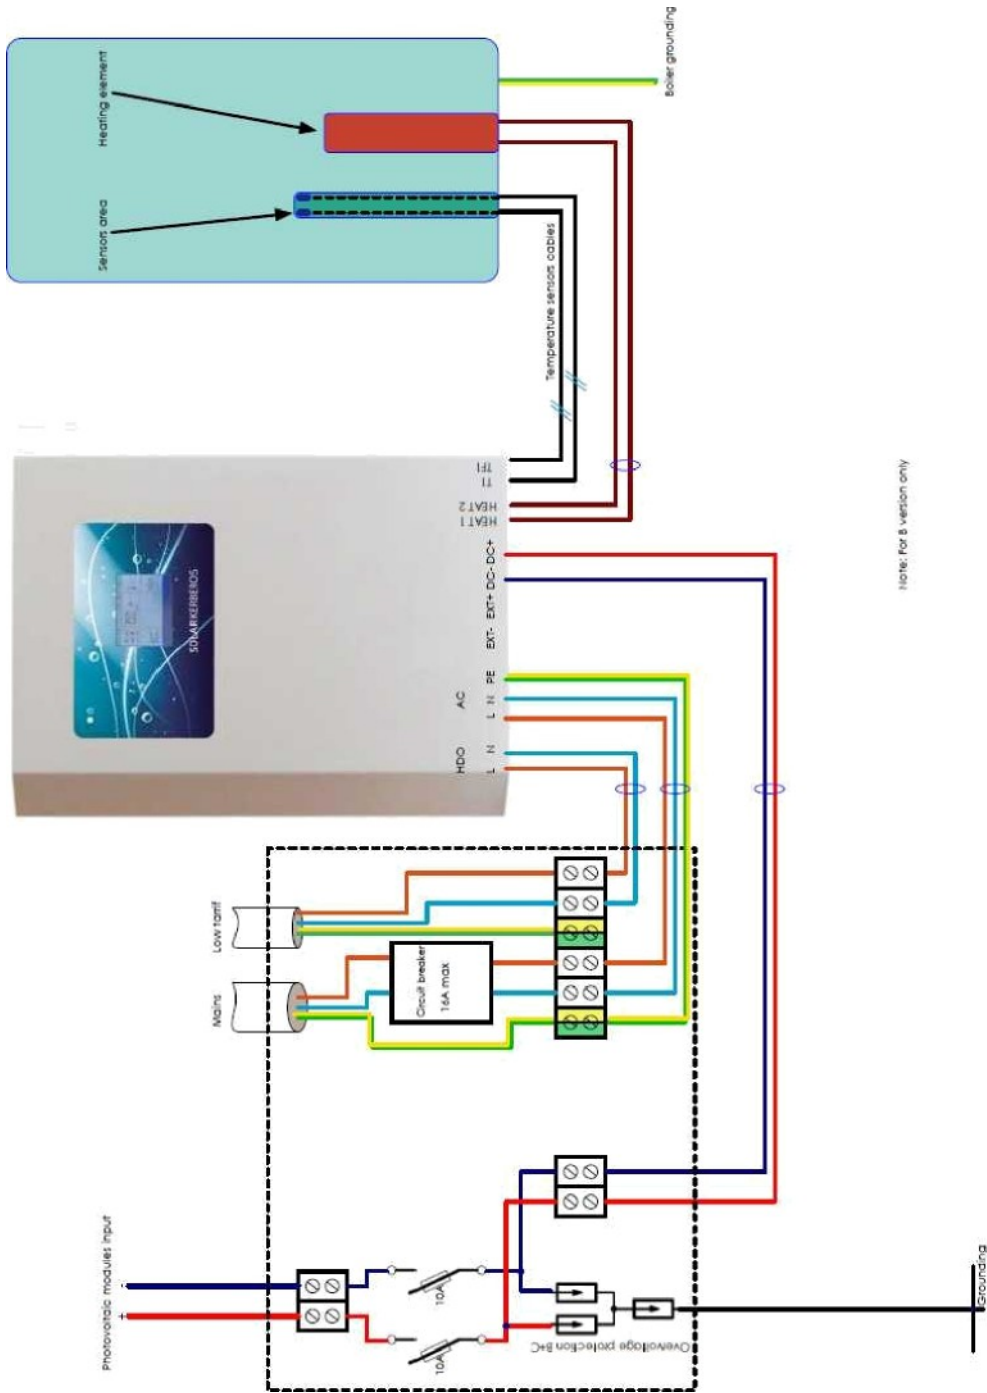 Boiler grounding
Heating element
Sensors area
Temperature sensors cables
TF1
T1
HEAT 2
HEAT 1
DC+
DC-
EXT+
EXT-
PE
AC
N
L
HDO
N
L
SOLARKERBEROS
Note: For B version only
Low tarif
Mains
Circuit breaker
16A max
Photovoltaic modules input
-
+
10A
10A
Overvoltage protection B+C
Grounding